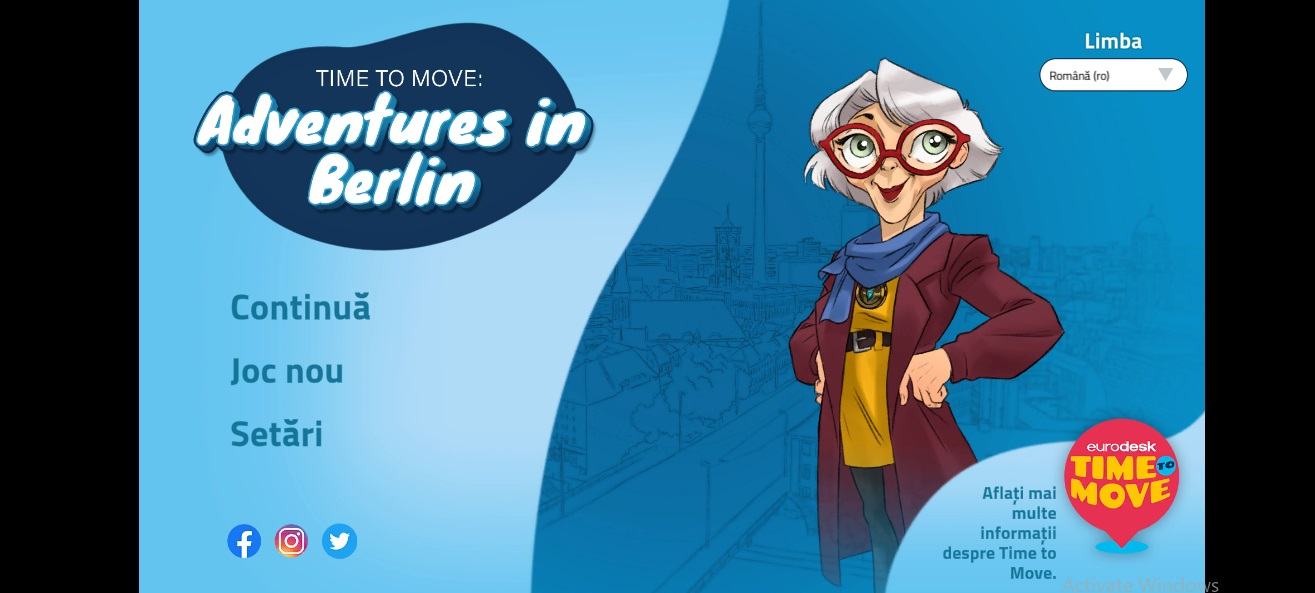 TIME TO MOVE:
Adventures in
Berlin
Limba
Română (ro)
Continuă
Joc nou
Setări
eurodesk
TIME TO
MOVE
Aflați mai
multe
informații
despre Time to
Move.
Activate Windows